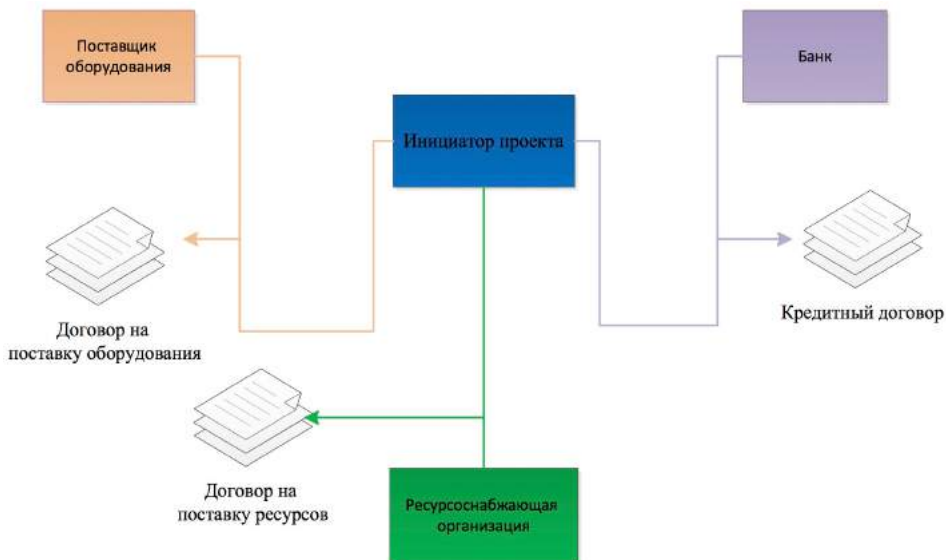 Поставщик
оборудования
Банк
Инициатор проекта
Договор на
поставку оборудования
Кредитный договор
Договор на
поставку ресурсов
Ресурсоснабжающая
организация